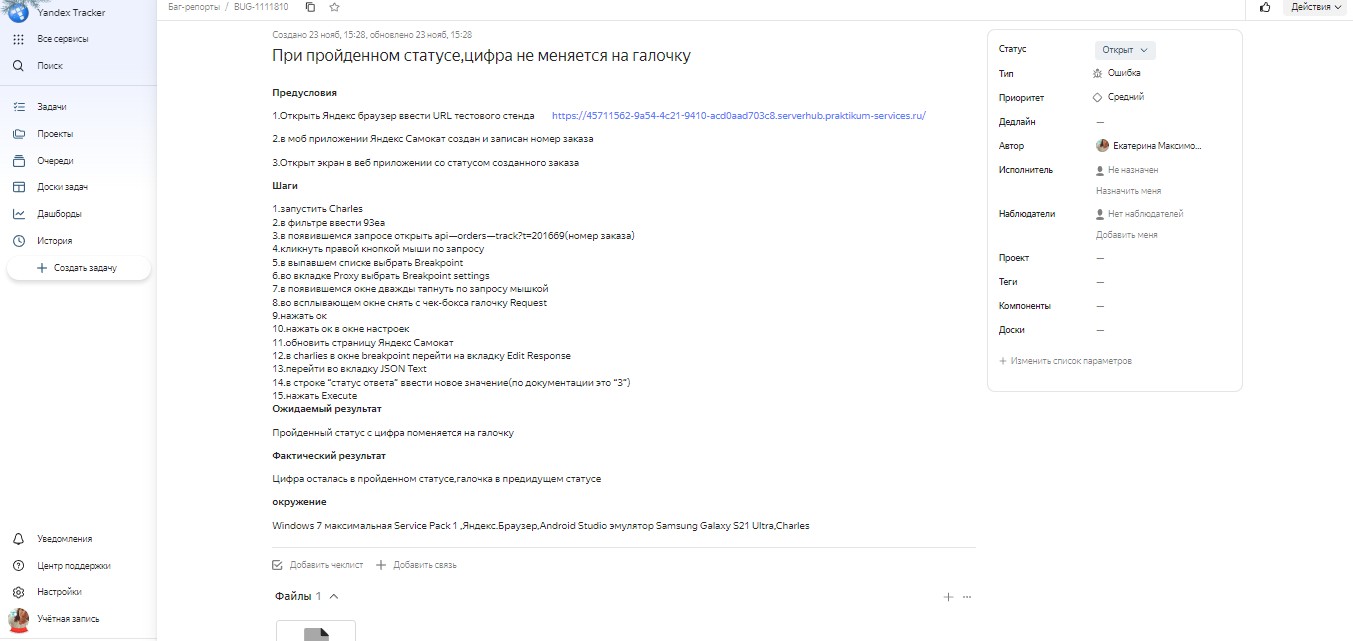 Yandex Tracker
Все сервисы
Поиск
Задачи
Проекты
Очереди
Доски задач
Дашборды
История
Создать задачу
Уведомления
Центр поддержки
Настройки
Учётная запись
Баг-репорты / BUG-1111810
Действия
Создано 23 нояб, 15:28, обновлено 23 нояб, 15:28
При пройденном статусе,цифра не меняется на галочку
Предусловия
1.Открыть Яндекс браузер ввести URL тестового стенда https://45711562-9a54-4c21-9410-acd0aad703c8.serverhub.praktikum-services.ru/
2.в моб приложении Яндекс Самокат создан и записан номер заказа
3.Открыт экран в веб приложении со статусом созданного заказа
Шаги
1.запустить Charles
2.в фильтре ввести 93ea
3.в появившемся запросе открыть api—orders—track?t=201669(номер заказа)
4.кликнуть правой кнопкой мыши по запросу
5.в выпавшем списке выбрать Breakpoint
6.во вкладке Proxy выбрать Breakpoint settings
7.в появившемся окне дважды тапнуть по запросу мышкой
8.во всплывающем окне снять с чек-бокса галочку Request
9.нажать ок
10.нажать ок в окне настроек
11.обновить страницу Яндекс Самокат
12.в charlies в окне breakpoint перейти на вкладку Edit Response
13.перейти во вкладку JSON Text
14.в строке "статус ответа" ввести новое значение(по документации это "3")
15.нажать Execute
Ожидаемый результат
Пройденный статус с цифра поменяется на галочку
Фактический результат
Цифра осталась в пройденном статусе,галочка в предидущем статусе
окружение
Windows 7 максимальная Service Pack 1 ,Яндекс.Браузер,Android Studio эмулятор Samsung Galaxy S21 Ultra,Charles
Добавить чеклист Добавить связь
Файлы 1
Статус Открыт
Тип Ошибка
Приоритет Средний
Дедлайн —
Автор Екатерина Максимо...
Исполнитель Не назначен
Назначить меня
Наблюдатели Нет наблюдателей
Добавить меня
Проект —
Теги —
Компоненты —
Доски —
Изменить список параметров